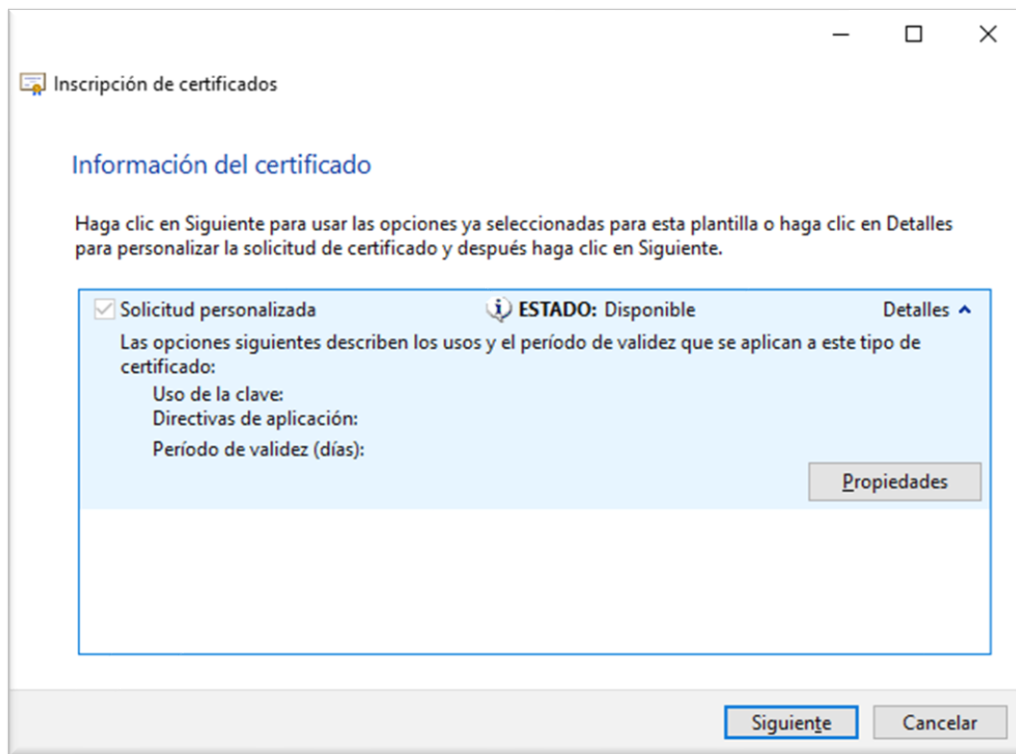 Inscripción de certificados
Información del certificado
Haga clic en Siguiente para usar las opciones ya seleccionadas para esta plantilla o haga clic en Detalles
para personalizar la solicitud de certificado y después haga clic en Siguiente.
Solicitud personalizada ESTADO: Disponible Detalles
Las opciones siguientes describen los usos y el período de validez que se aplican a este tipo de
certificado:
Uso de la clave:
Directivas de aplicación:
Período de validez (días):
Propiedades
Siguiente Cancelar